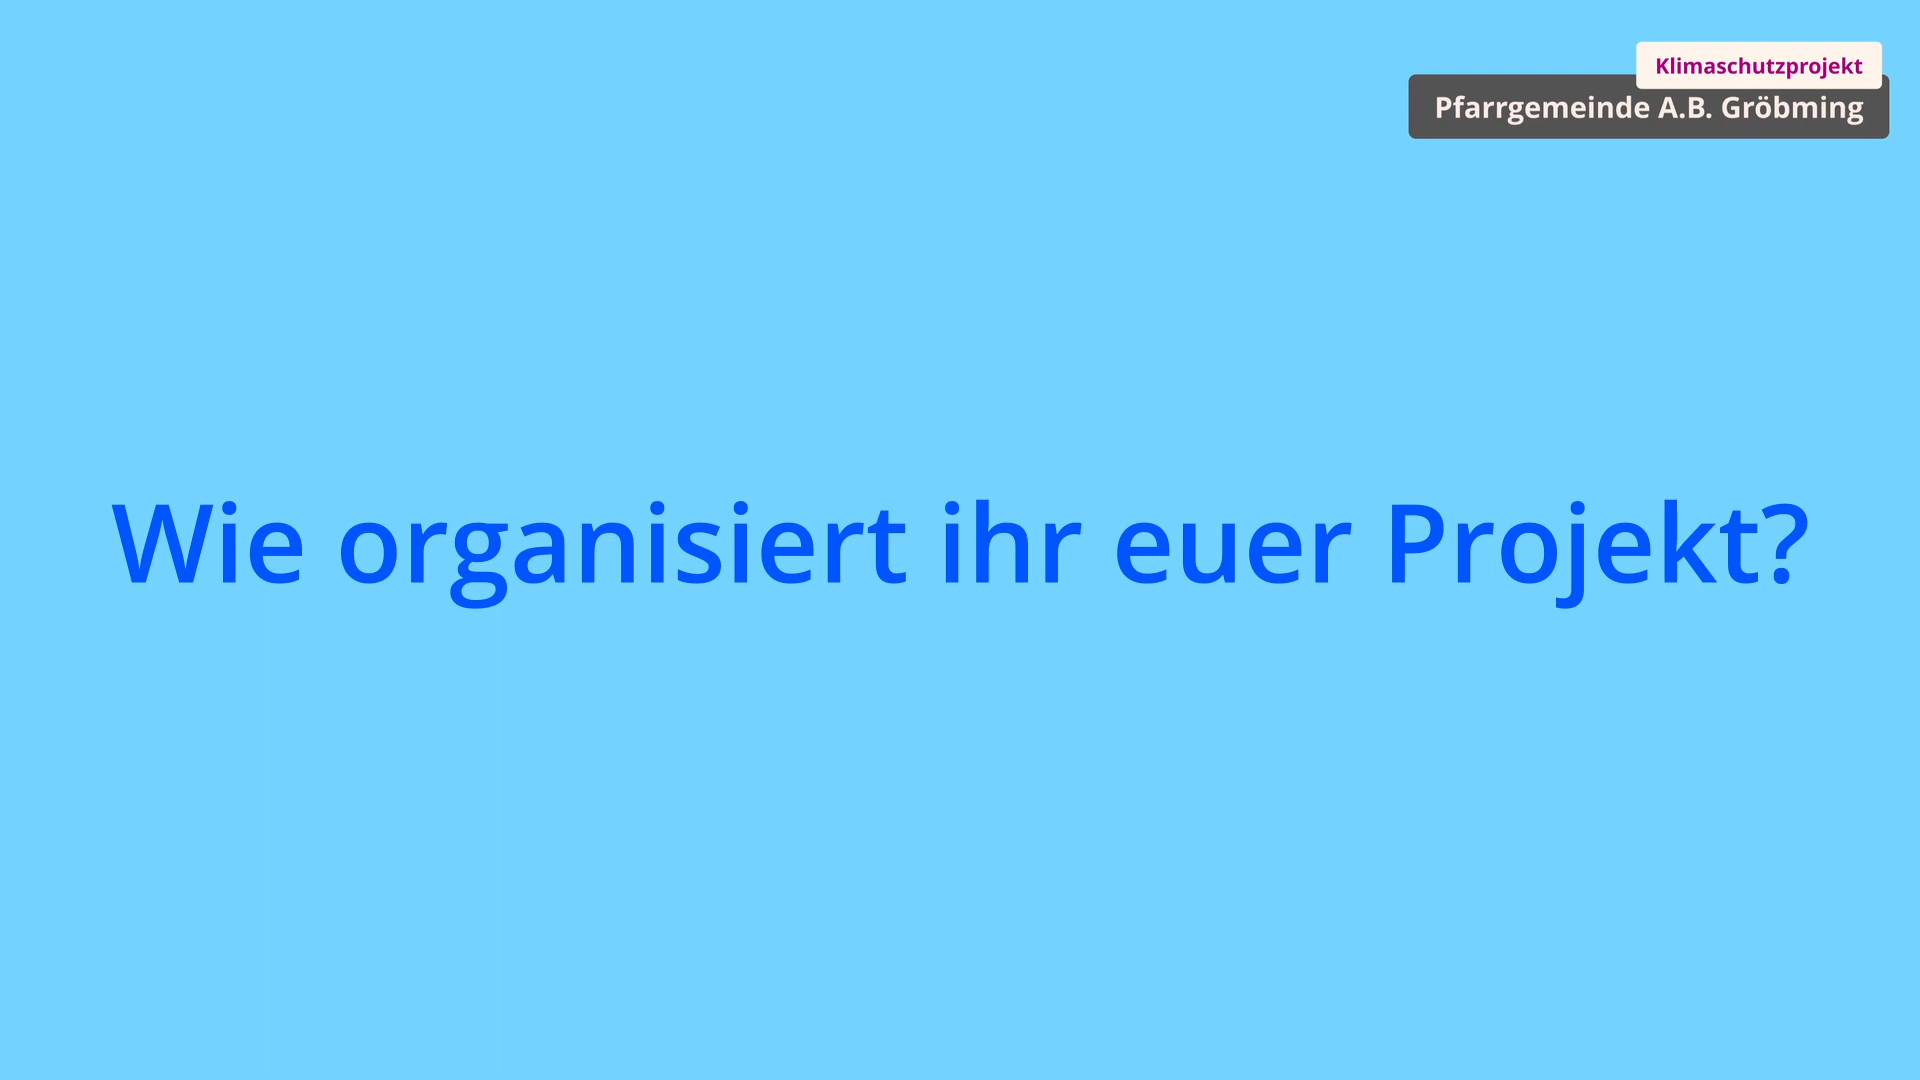 Klimaschutzprojekt
Pfarrgemeinde A.B. Gröbming
Wie organisiert ihr euer Projekt?